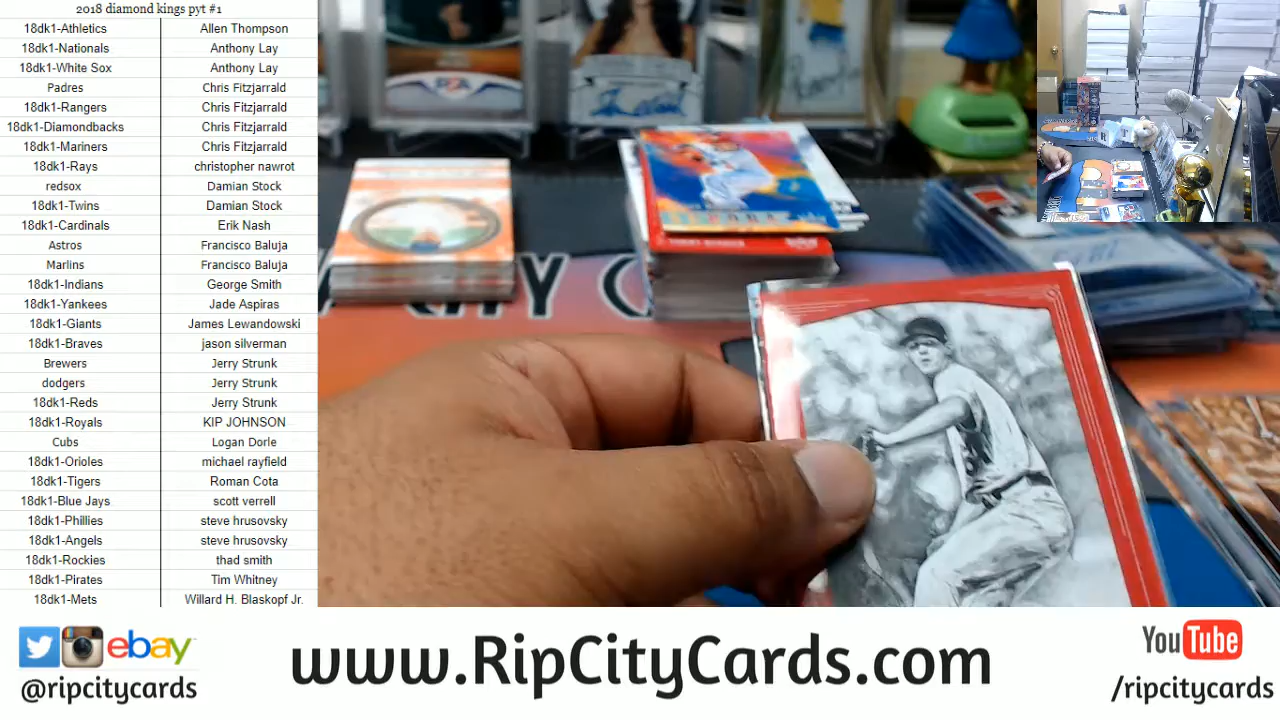 2018 diamond kings pyt #1
18dk1-Athletics Allen Thompson
18dk1-Nationals Anthony Lay
18dk1-White Sox Anthony Lay
Padres Chris Fitzjarrald
18dk1-Rangers Chris Fitzjarrald
18dk1-Diamondbacks Chris Fitzjarrald
18dk1-Mariners Chris Fitzjarrald
18dk1-Rays christopher nawrot
redsox Damian Stock
18dk1-Twins Damian Stock
18dk1-Cardinals Erik Nash
Astros Francisco Baluja
Marlins Francisco Baluja
18dk1-Indians George Smith
18dk1-Yankees Jade Aspiras
18dk1-Giants James Lewandowski
18dk1-Braves jason silverman
Brewers Jerry Strunk
dodgers Jerry Strunk
18dk1-Reds Jerry Strunk
18dk1-Royals KIP JOHNSON
Cubs Logan Dorle
18dk1-Orioles michael rayfield
18dk1-Tigers Roman Cota
18dk1-Blue Jays scott verrell
18dk1-Phillies steve hrusovsky
18dk1-Angels steve hrusovsky
18dk1-Rockies thad smith
18dk1-Pirates Tim Whitney
18dk1-Mets Willard H. Blaskopf Jr.
PSA
CITY C
ebay
@ripcitycards
www.RipCityCards.com
YouTube
/ripcitycards